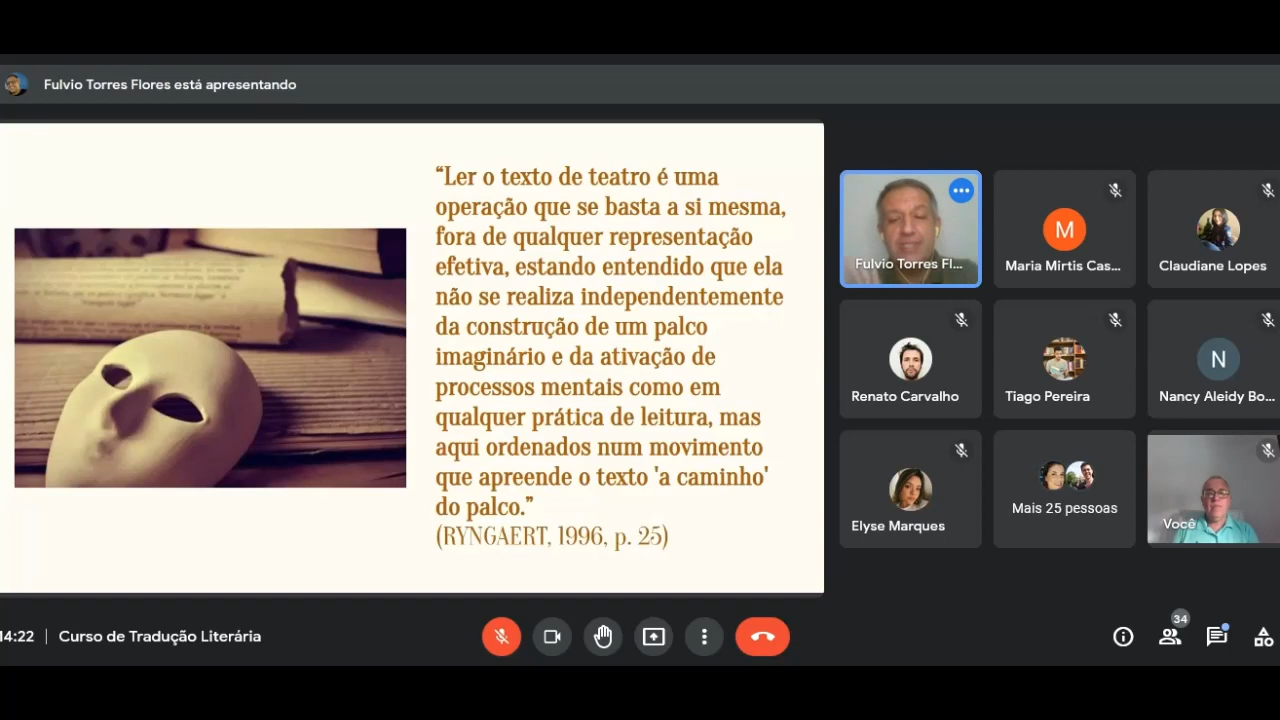 Fulvio Torres Flores está apresentando
“Ler o texto de teatro é uma
operação que se basta a si mesma,
fora de qualquer representação
efetiva, estando entendido que ela
não se realiza independentemente
da construção de um palco
imaginário e da ativação de
processos mentais como em
qualquer prática de leitura, mas
aqui ordenados num movimento
que apreende o texto 'a caminho'
do palco.”
(RYNGAERT, 1996, p. 25)
Fulvio Torres Fl...
M
Maria Mirtis Cas...
Claudiane Lopes
Renato Carvalho
Tiago Pereira
N
Nancy Aleidy Bo...
Elyse Marques
Mais 25 pessoas
Você
14:22 | Curso de Tradução Literária
34